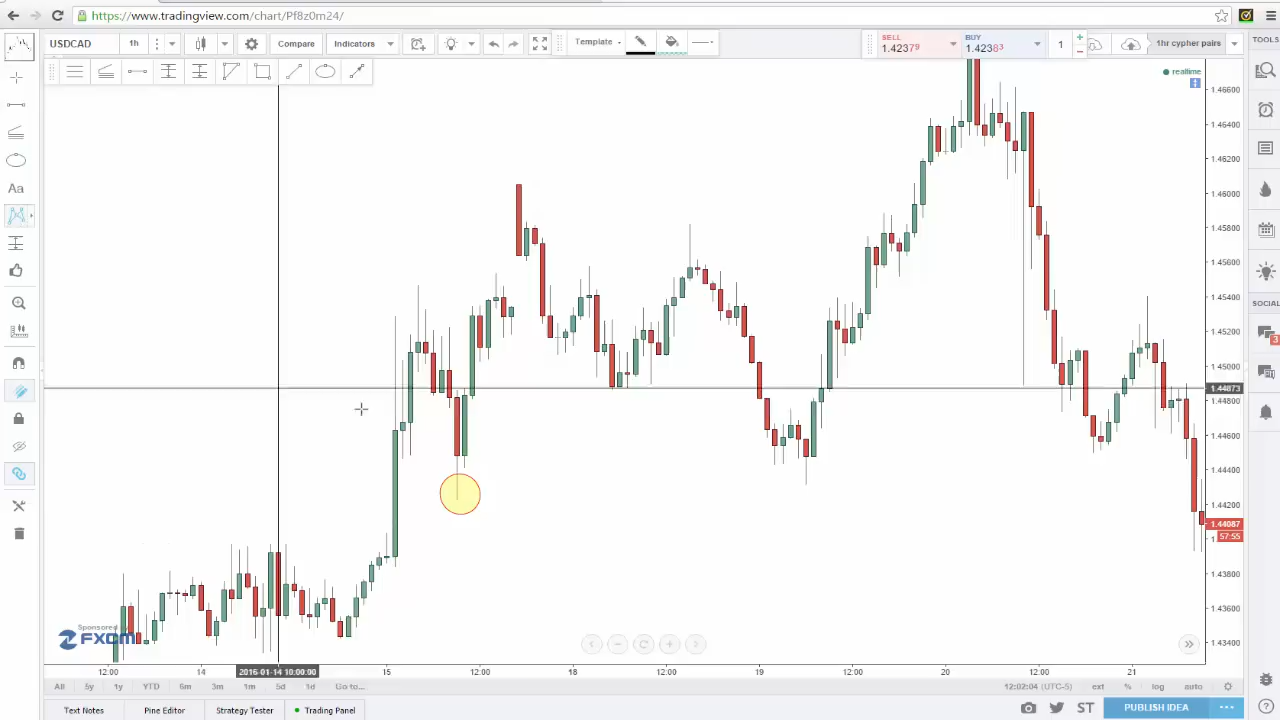 https://www.tradingview.com/chart/Pf8z0m24/
USDCAD 1h Compare Indicators Template SELL 1.42379 BUY 1.42383 1 1hr cypher pairs TOOLS
realtime
Aa
1.46600
1.46400
1.46200
1.46000
1.45800
1.45600
1.45400
1.45200
1.45000
1.44873
1.44800
1.44600
1.44400
1.44200
1.44087
57:55
1.43800
1.43600
1.43400
SOCIAL
3
Sponsored by
FXCM
12:00 14 2016-01-14 10:00:00 15 12:00 18 12:00 19 12:00 20 12:00 21
All 5y 1y YTD 6m 3m 1m 5d 1d Go to... 12:02:04 (UTC-5) ext % log auto
Text Notes Pine Editor Strategy Tester Trading Panel ST PUBLISH IDEA